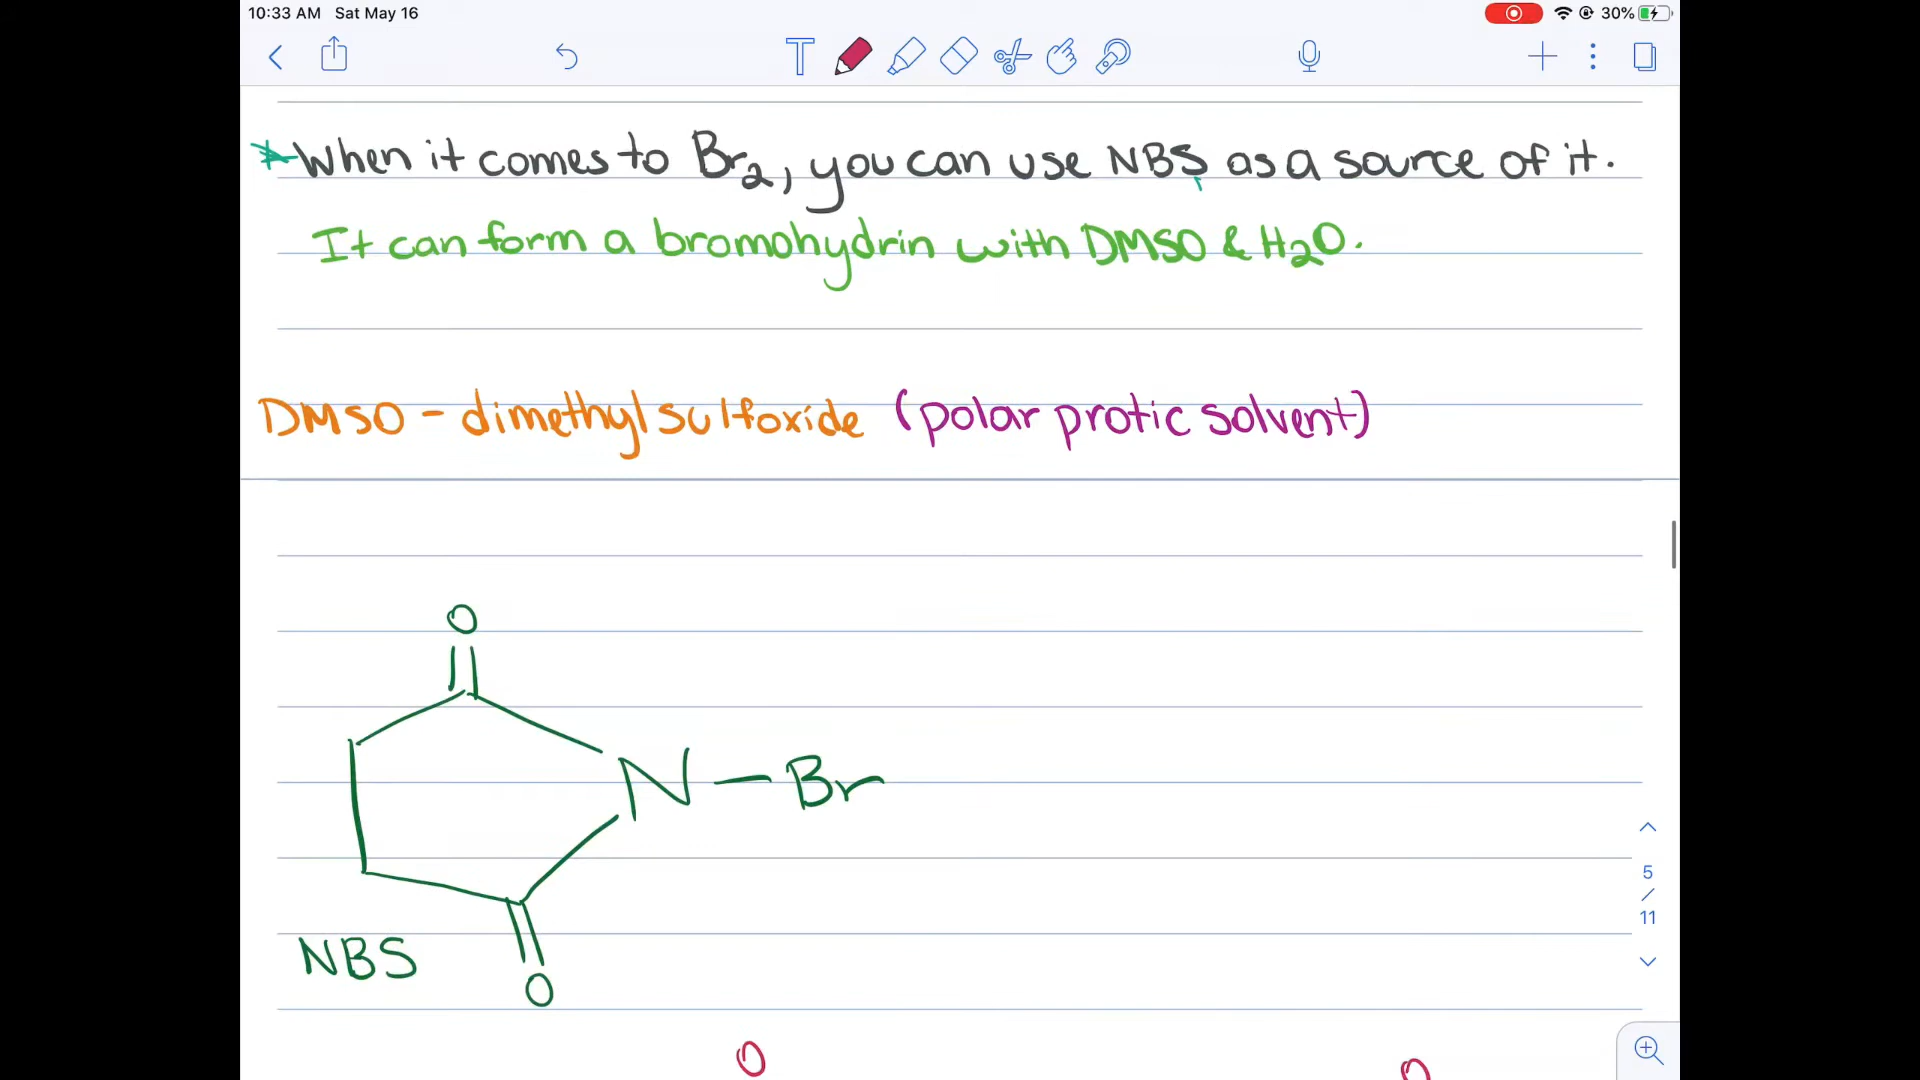 10:33 AM Sat May 16
30%
T
*When it comes to Br2, you can use NBS as a source of it.
It can form a bromohydrin with DMSO & H2O.
DMSO - dimethyl sulfoxide (polar protic solvent)
O
N-Br
NBS
O
5
/
11
O
O